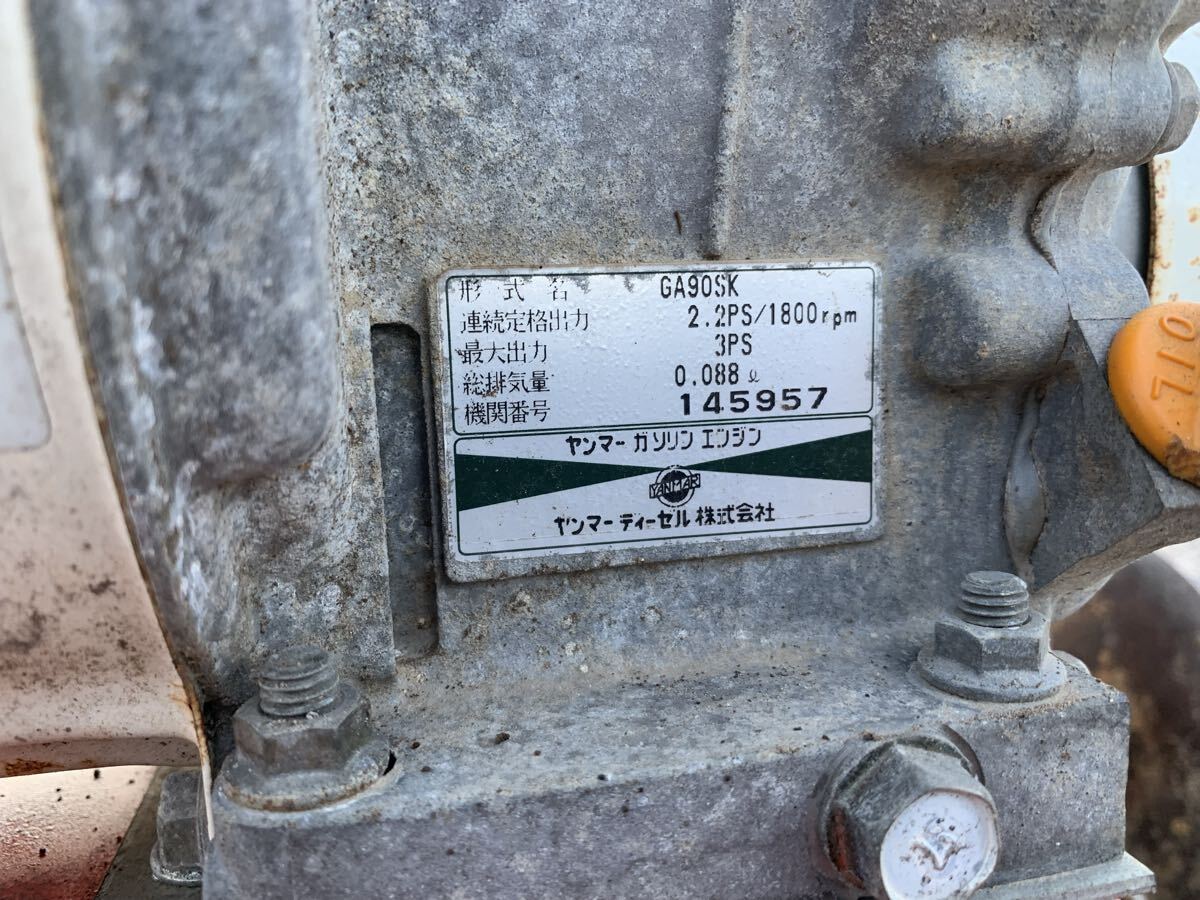 形式名 GA90SK
連続定格出力 2.2PS/1800rpm
最大出力 3PS
総排気量 0.088ℓ
機関番号 145957
ヤンマーガソリンエンジン
YANMAR
ヤンマーディーゼル株式会社
OIL